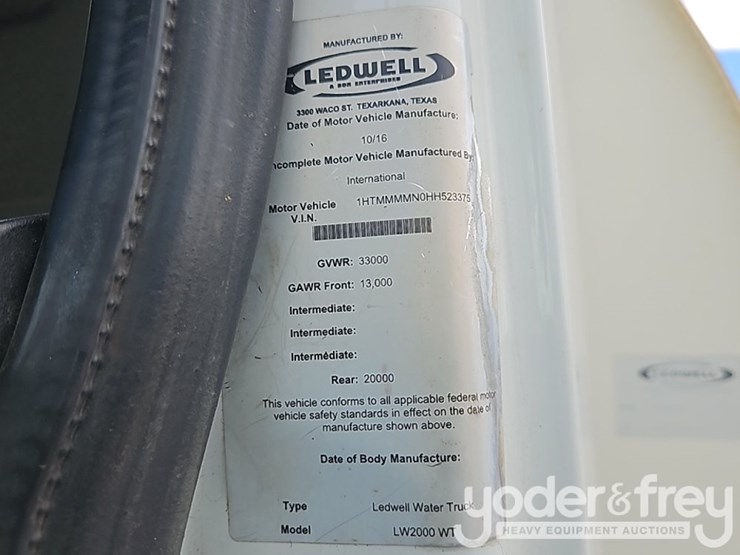 MANUFACTURED BY:
LEDWELL
& SON ENTERPRISES
3300 WACO ST. TEXARKANA, TEXAS
Date of Motor Vehicle Manufacture:
10/16
ncomplete Motor Vehicle Manufactured By
International
Motor Vehicle 1HTMMMMN0HH523375
V.I.N.
GVWR: 33000
GAWR Front: 13,000
Intermediate:
Intermediate:
Intermediate:
Rear: 20000
This vehicle conforms to all applicable federal motor
vehicle safety standards in effect on the date of
manufacture shown above.
Date of Body Manufacture:
Type Ledwell Water Truck
Model LW2000 WT
LEDWELL
yoder&frey
HEAVY EQUIPMENT AUCTIONS